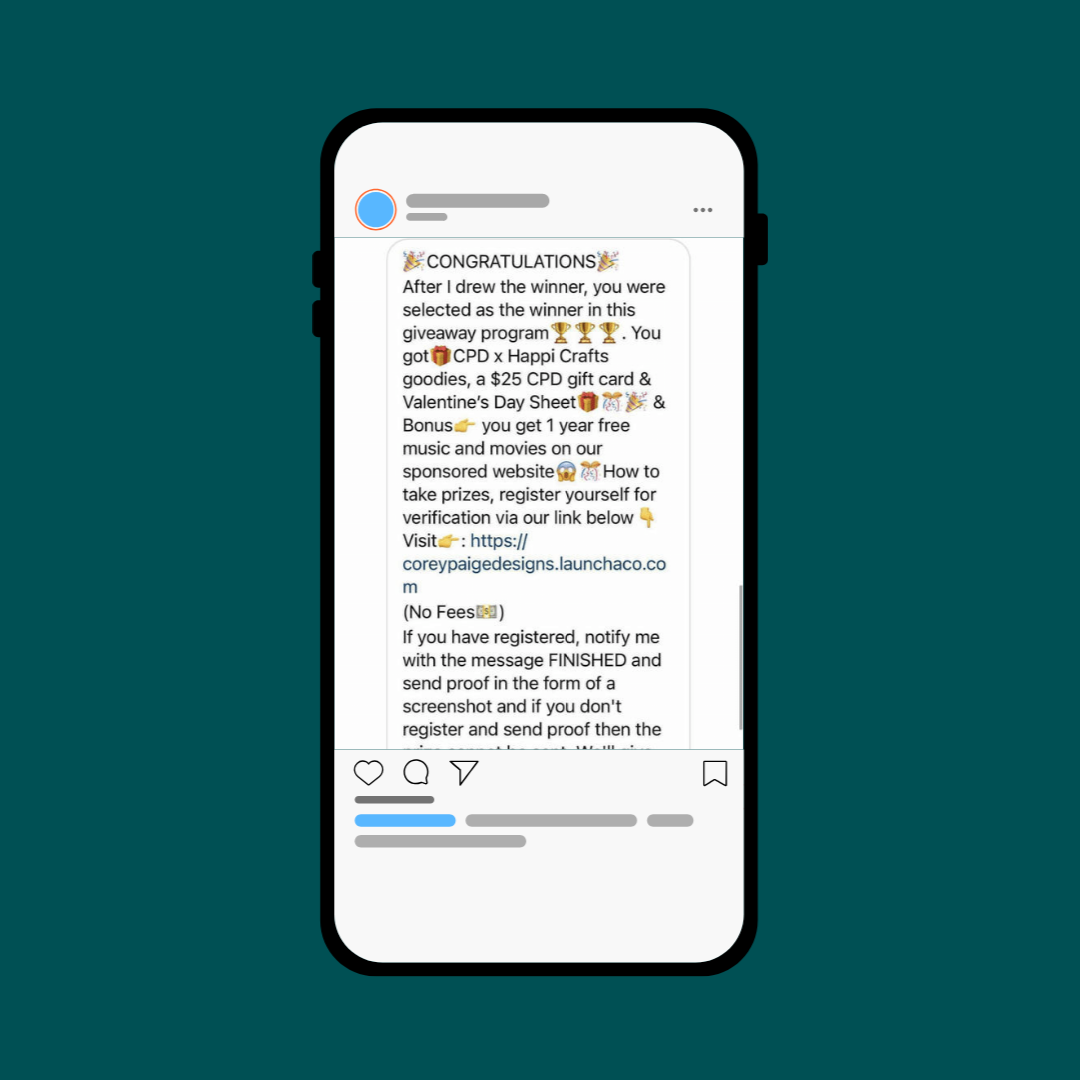 🎉CONGRATULATIONS🎉
After I drew the winner, you were
selected as the winner in this
giveaway program🏆🏆🏆. You
got🎁CPD x Happi Crafts
goodies, a $25 CPD gift card &
Valentine's Day Sheet🎁🎊🎉 &
Bonus👉 you get 1 year free
music and movies on our
sponsored website😱🎊How to
take prizes, register yourself for
verification via our link below 👇
Visit👉: https://
coreypaigedesigns.launchaco.co
m
(No Fees💵)
If you have registered, notify me
with the message FINISHED and
send proof in the form of a
screenshot and if you don't
register and send proof then the